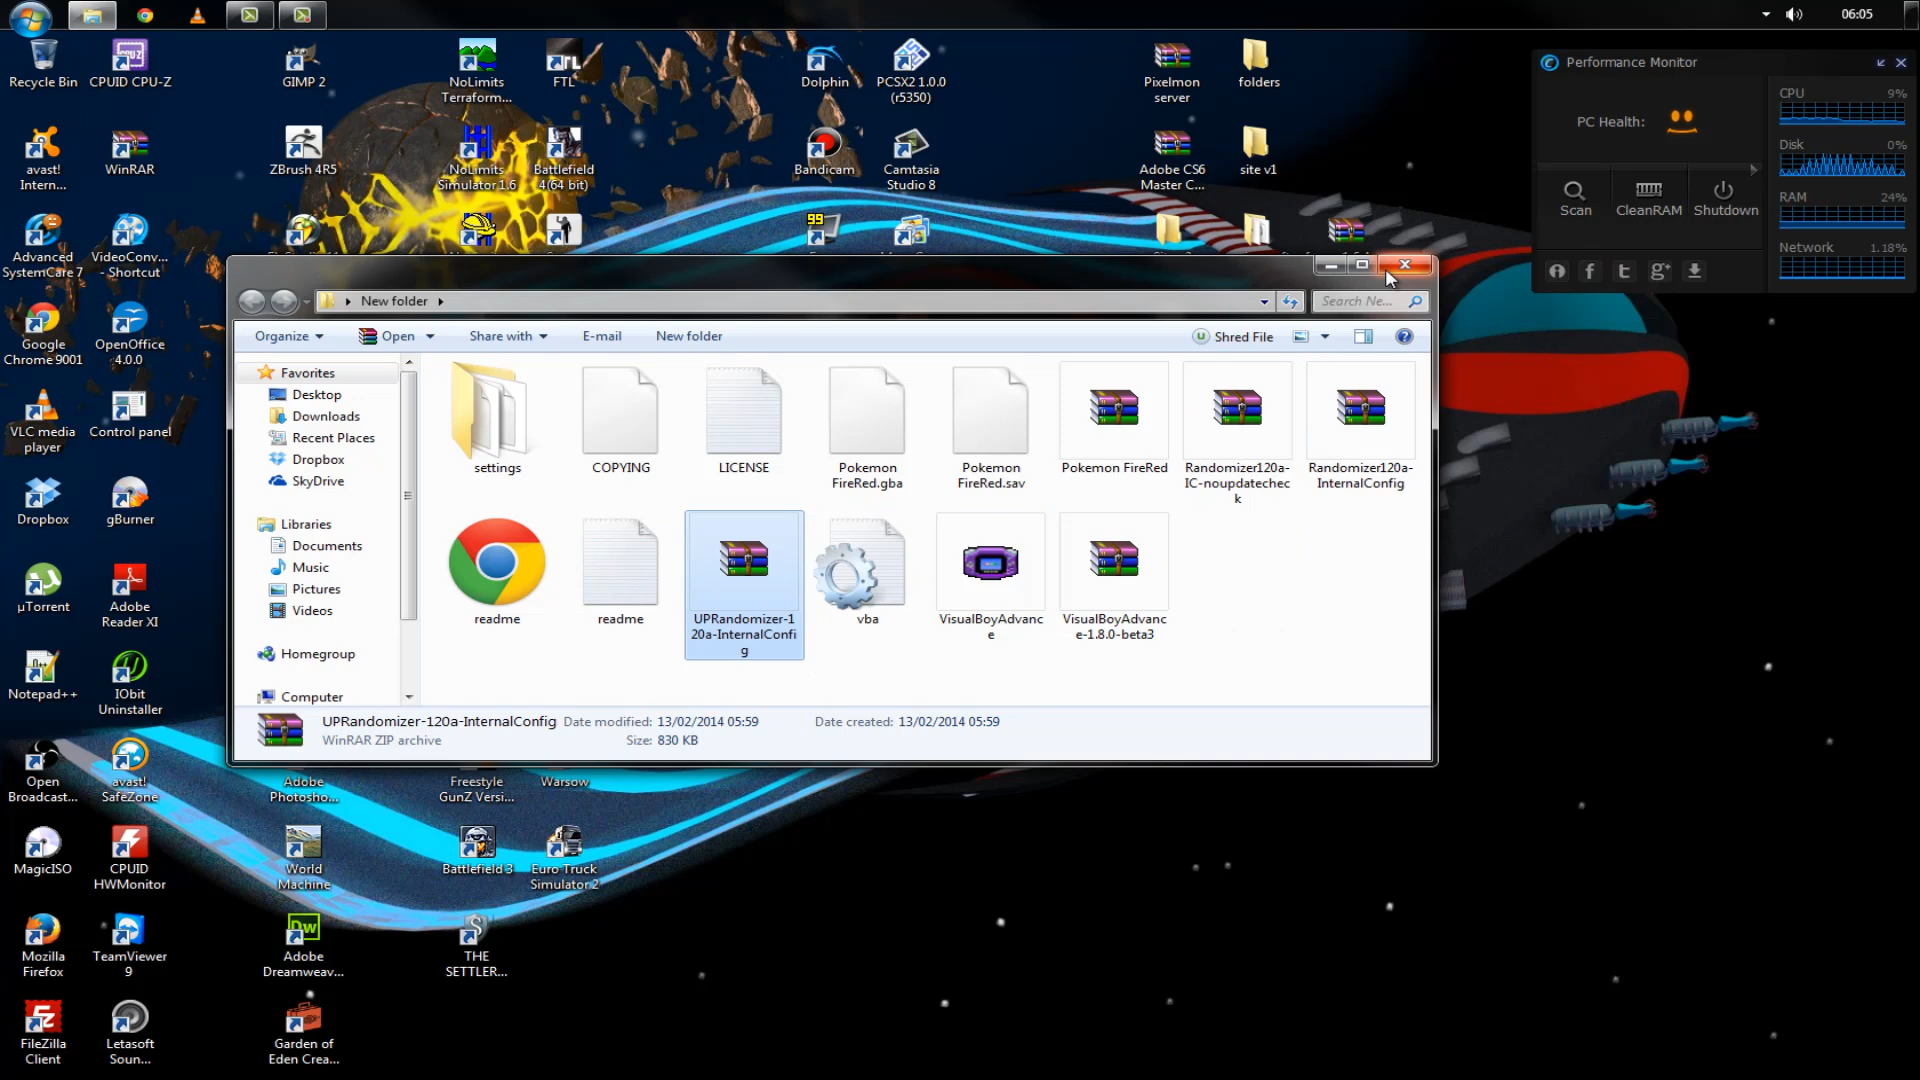 06:05
Recycle Bin
CPUID CPU-Z
GIMP 2
NoLimits
Terraform...
FTL
Dolphin
PCSX2 1.0.0
(r5350)
Pixelmon
server
folders
avast!
Intern...
WinRAR
ZBrush 4R5
NoLimits
Simulator 1.6
Battlefield
4(64 bit)
Bandicam
Camtasia
Studio 8
Adobe CS6
Master C...
site v1
Advanced
SystemCare 7
VideoConv...
- Shortcut
99
Performance Monitor
PC Health:
CPU
9%
Disk
0%
RAM
24%
Network
1,18%
Scan
CleanRAM
Shutdown
Google
Chrome 9001
OpenOffice
4.0.0
VLC media
player
Control panel
Dropbox
gBurner
µTorrent
Adobe
Reader XI
Notepad++
IObit
Uninstaller
Open
Broadcast...
avast!
SafeZone
MagicISO
CPUID
HWMonitor
Mozilla
Firefox
TeamViewer
9
FileZilla
Client
Letasoft
Soun...
New folder
Search Ne...
Organize
Open
Share with
E-mail
New folder
Shred File
Favorites
Desktop
Downloads
Recent Places
Dropbox
SkyDrive
Libraries
Documents
Music
Pictures
Videos
Homegroup
Computer
settings
COPYING
LICENSE
Pokemon
FireRed.gba
Pokemon
FireRed.sav
Pokemon FireRed
Randomizer120a-
IC-noupdatechec
k
Randomizer120a-
InternalConfig
readme
readme
UPRandomizer-1
20a-InternalConfi
g
vba
VisualBoyAdvanc
e
VisualBoyAdvanc
e-1.8.0-beta3
UPRandomizer-120a-InternalConfig
Date modified: 13/02/2014 05:59
Date created: 13/02/2014 05:59
WinRAR ZIP archive
Size: 830 KB
Adobe
Photosho...
Freestyle
GunZ Versi...
Warsow
World
Machine
Battlefield 3
Euro Truck
Simulator 2
Dw
Adobe
Dreamweav...
THE
SETTLER...
Garden of
Eden Crea...